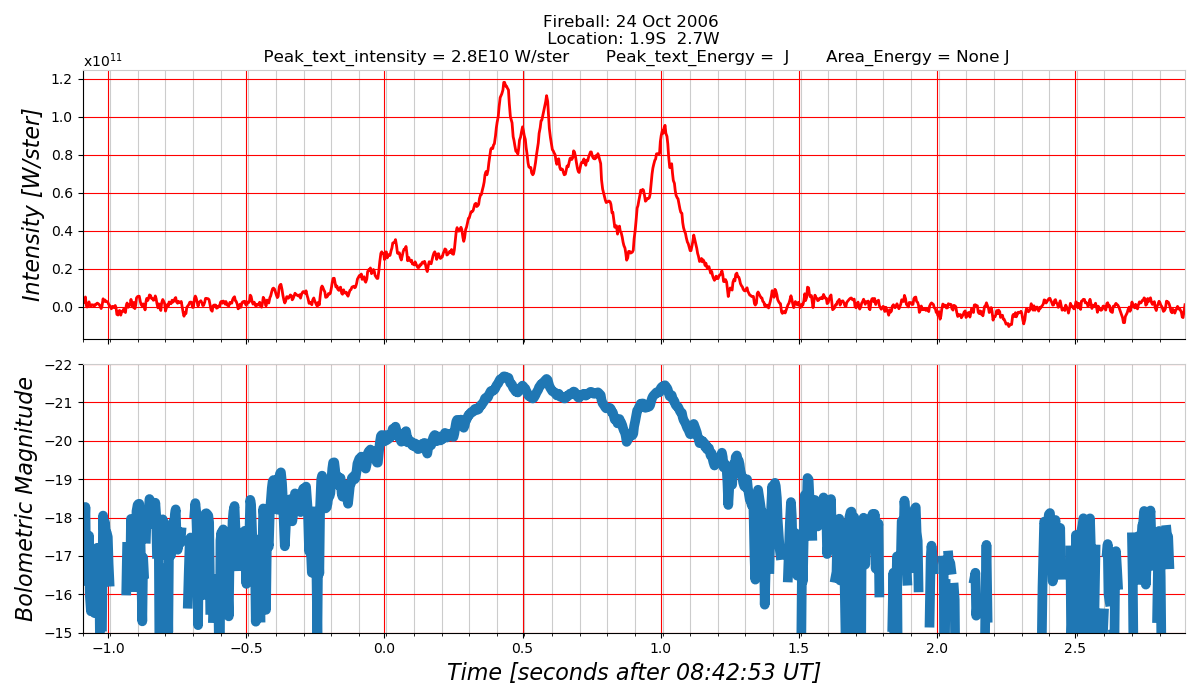 Fireball: 24 Oct 2006
Location: 1.9S  2.7W
Peak_text_intensity = 2.8E10 W/ster  Peak_text_Energy =  J  Area_Energy = None J
x10¹¹
1.2
1.0
0.8
0.6
0.4
0.2
0.0
Intensity [W/ster]
−22
−21
−20
−19
−18
−17
−16
−15
Bolometric Magnitude
−1.0 −0.5 0.0 0.5 1.0 1.5 2.0 2.5
Time [seconds after 08:42:53 UT]